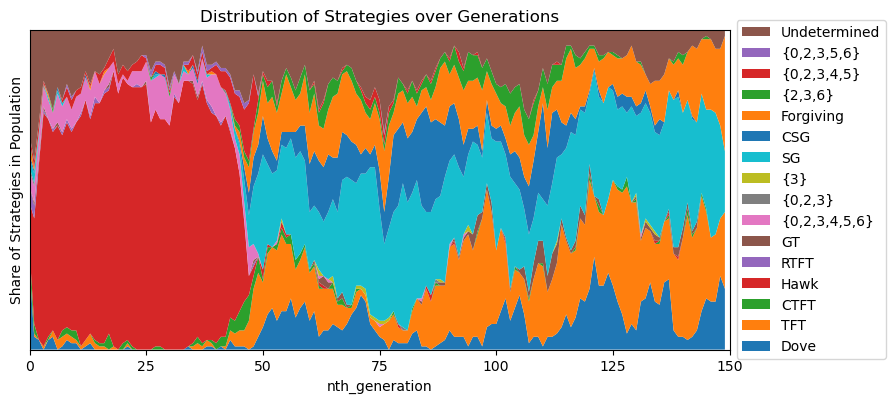 Distribution of Strategies over Generations
Share of Strategies in Population
0
25
50
75
100
125
150
nth_generation
Undetermined
{0,2,3,5,6}
{0,2,3,4,5}
{2,3,6}
Forgiving
CSG
SG
{3}
{0,2,3}
{0,2,3,4,5,6}
GT
RTFT
Hawk
CTFT
TFT
Dove